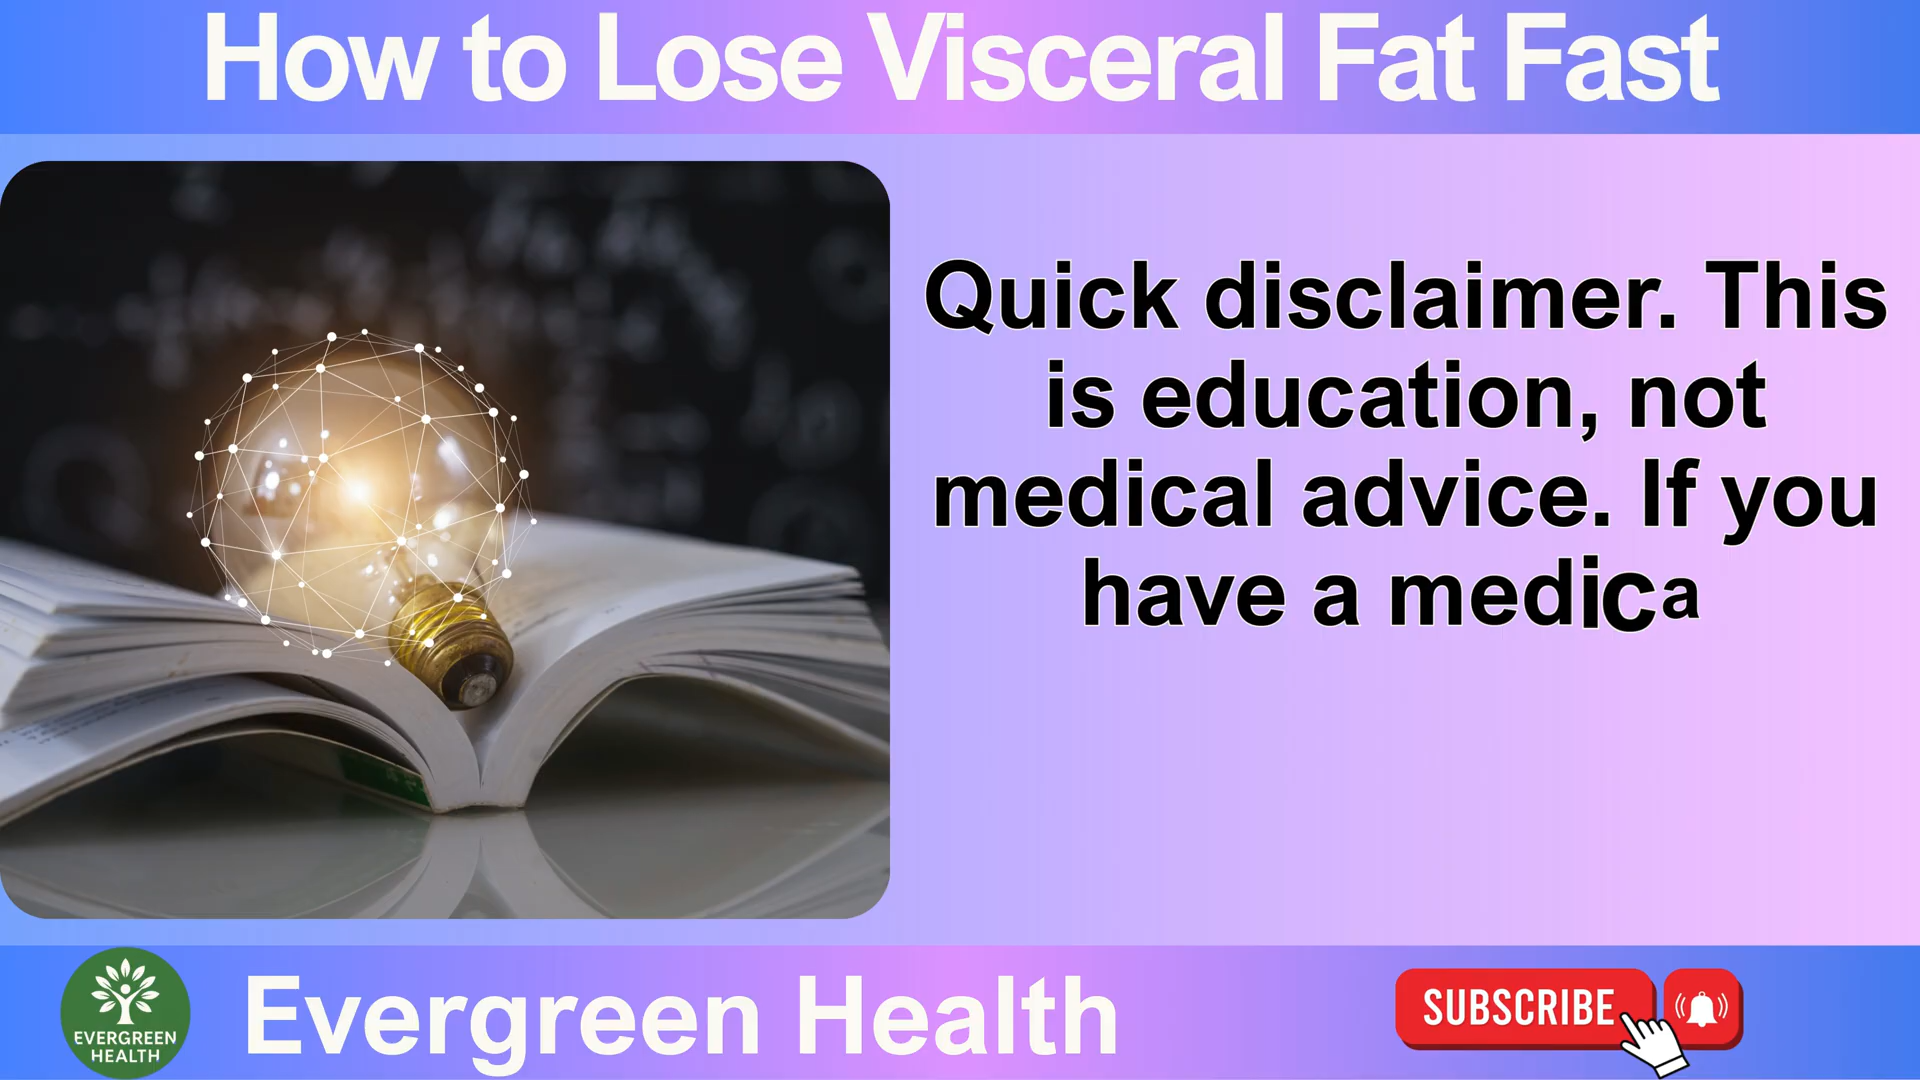 How to Lose Visceral Fat Fast
Quick disclaimer. This
is education, not
medical advice. If you
have a medica
EVERGREEN
HEALTH
Evergreen Health
SUBSCRIBE